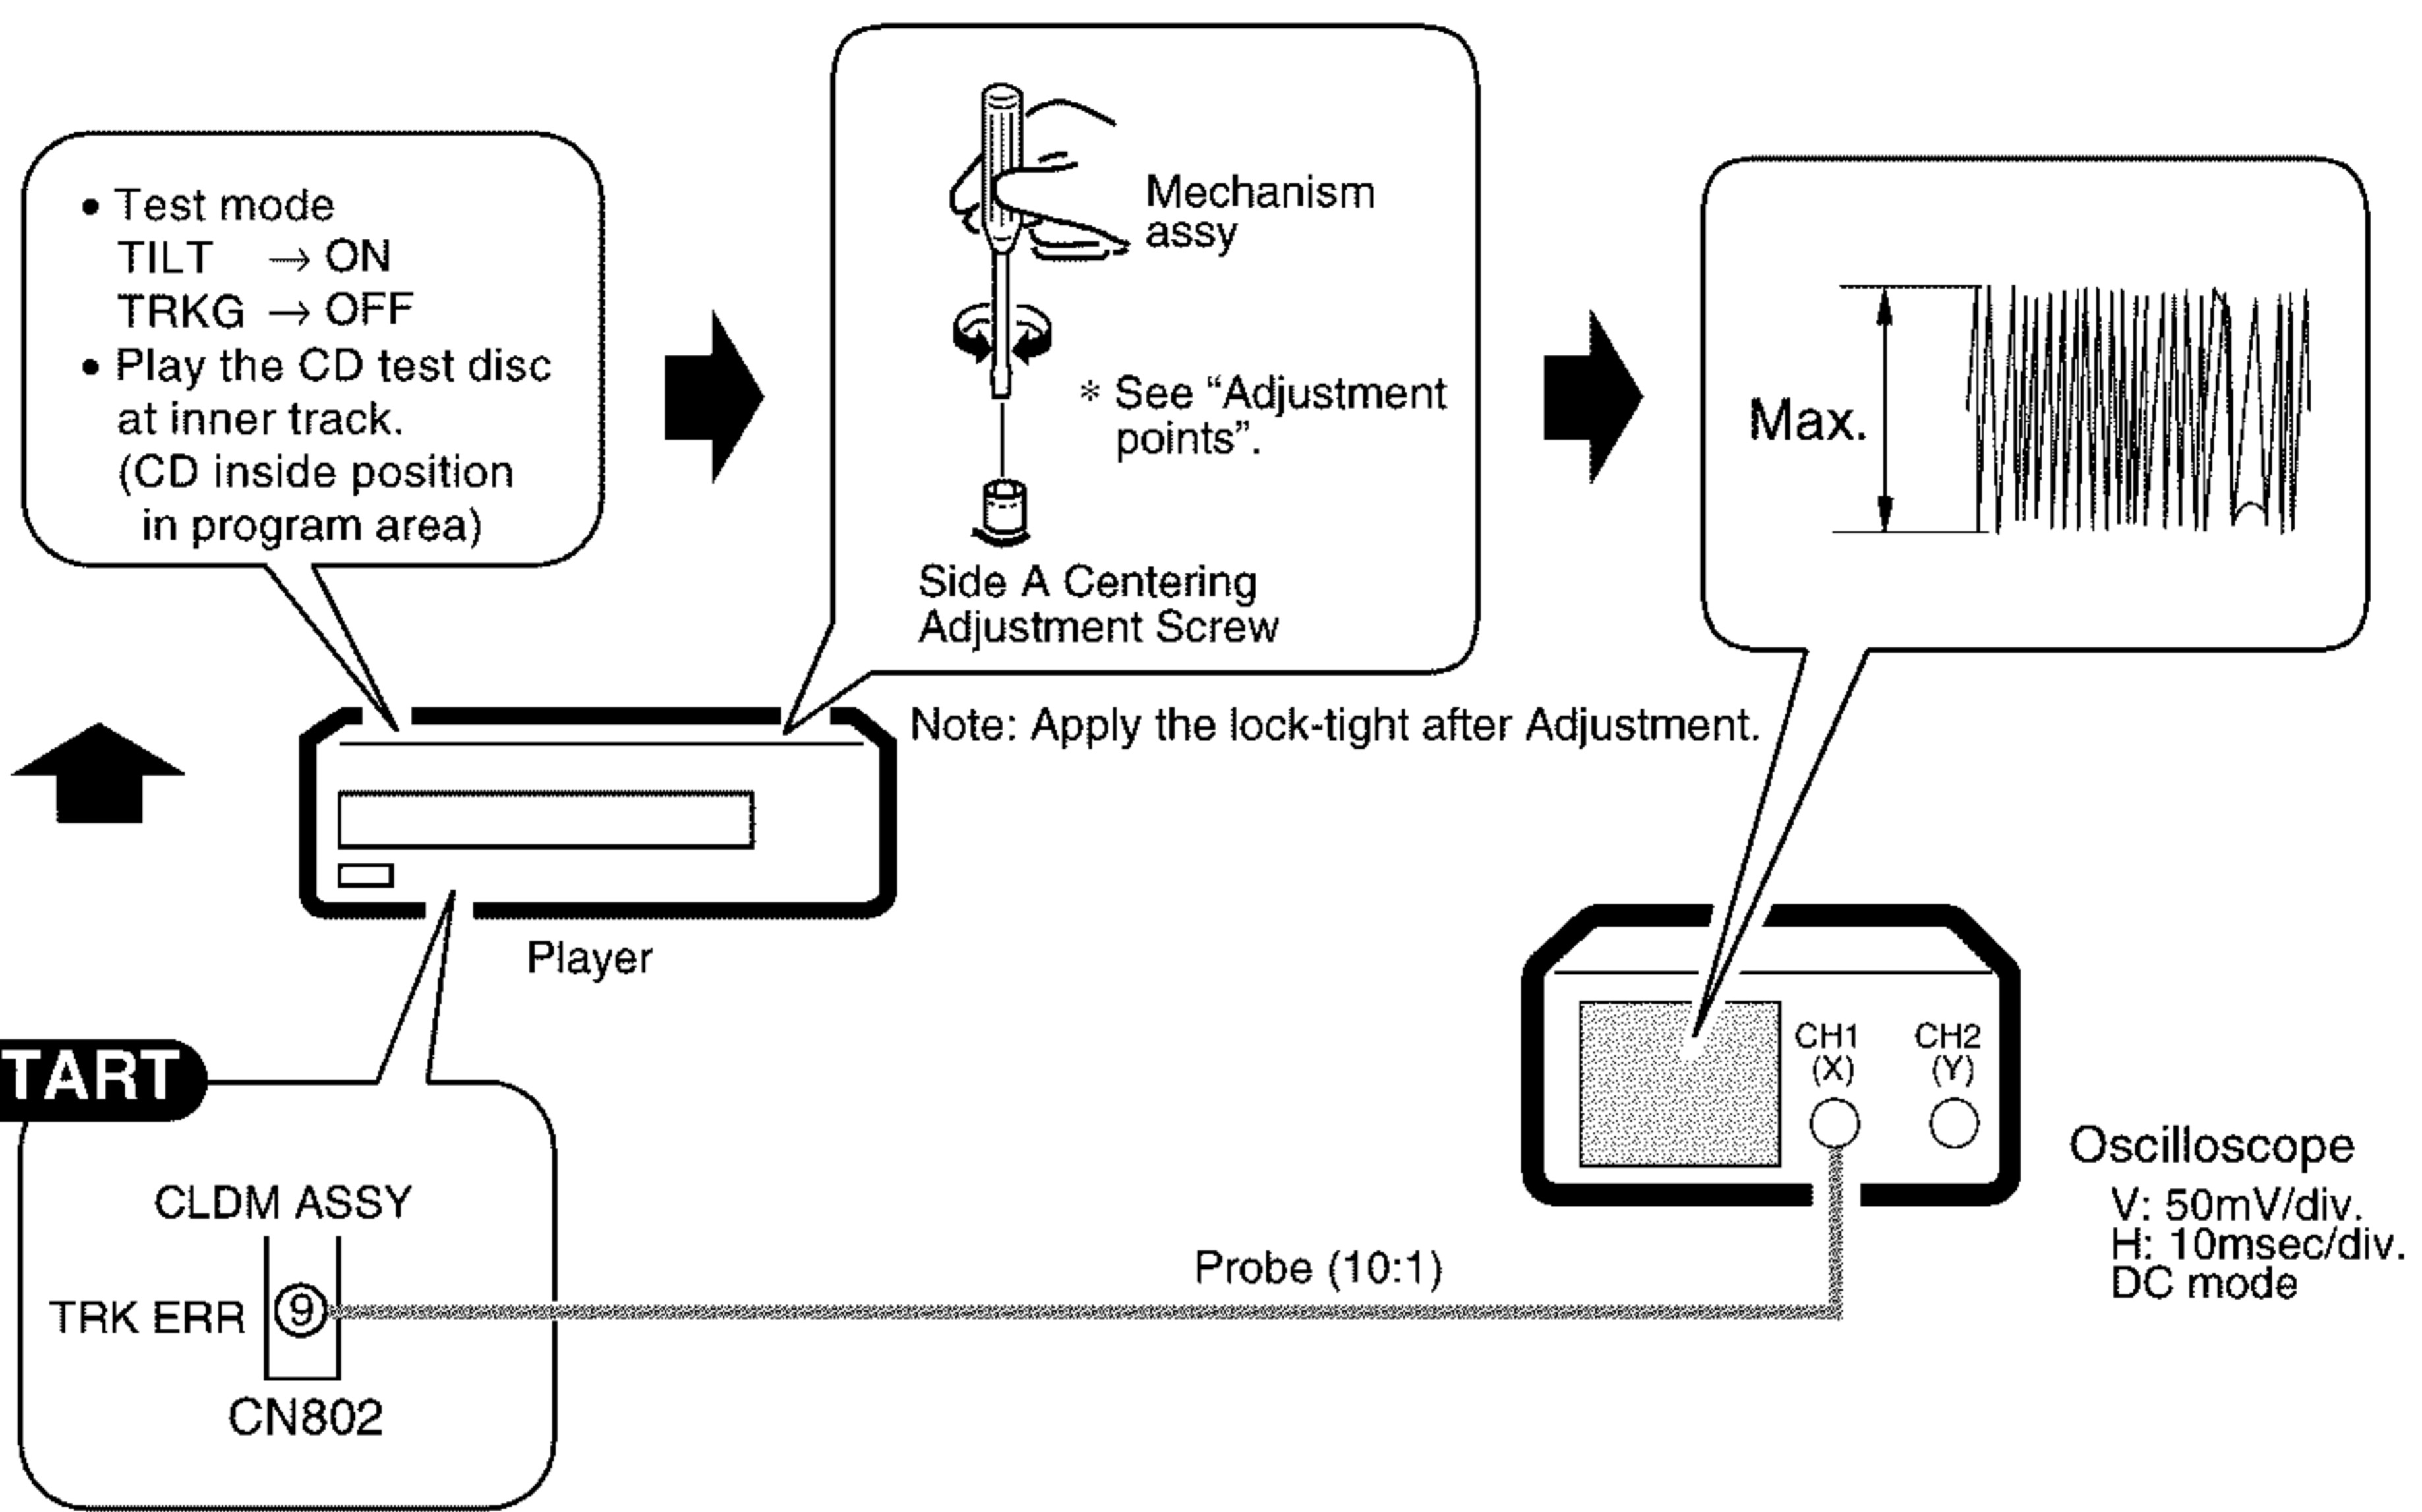 • Test mode
TILT → ON
TRKG → OFF
• Play the CD test disc
at inner track.
(CD inside position
in program area)
Mechanism
assy
* See “Adjustment
points”.
Side A Centering
Adjustment Screw
Max.
Note: Apply the lock-tight after Adjustment.
Player
TART
CLDM ASSY
TRK ERR
9
CN802
Probe (10:1)
CH1
(X)
CH2
(Y)
Oscilloscope
V: 50mV/div.
H: 10msec/div.
DC mode